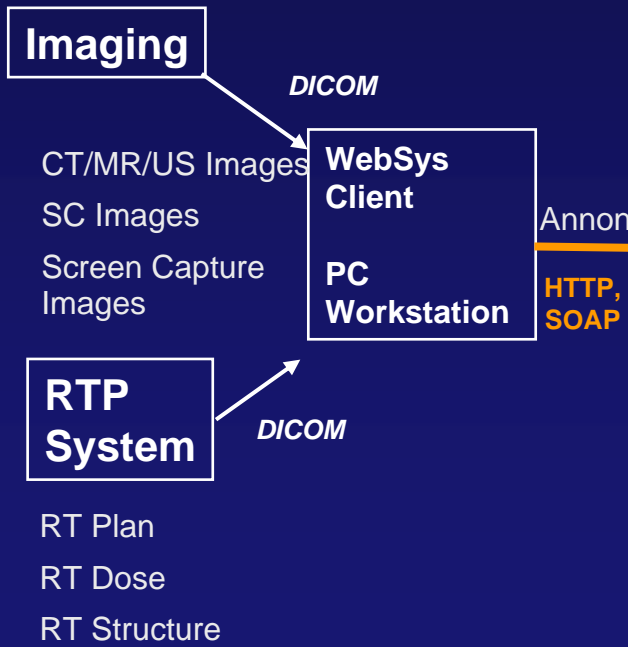 Imaging
DICOM
CT/MR/US Images
SC Images
Screen Capture
Images
WebSys
Client
PC
Workstation
Annon
HTTP,
SOAP
RTP
System
DICOM
RT Plan
RT Dose
RT Structure